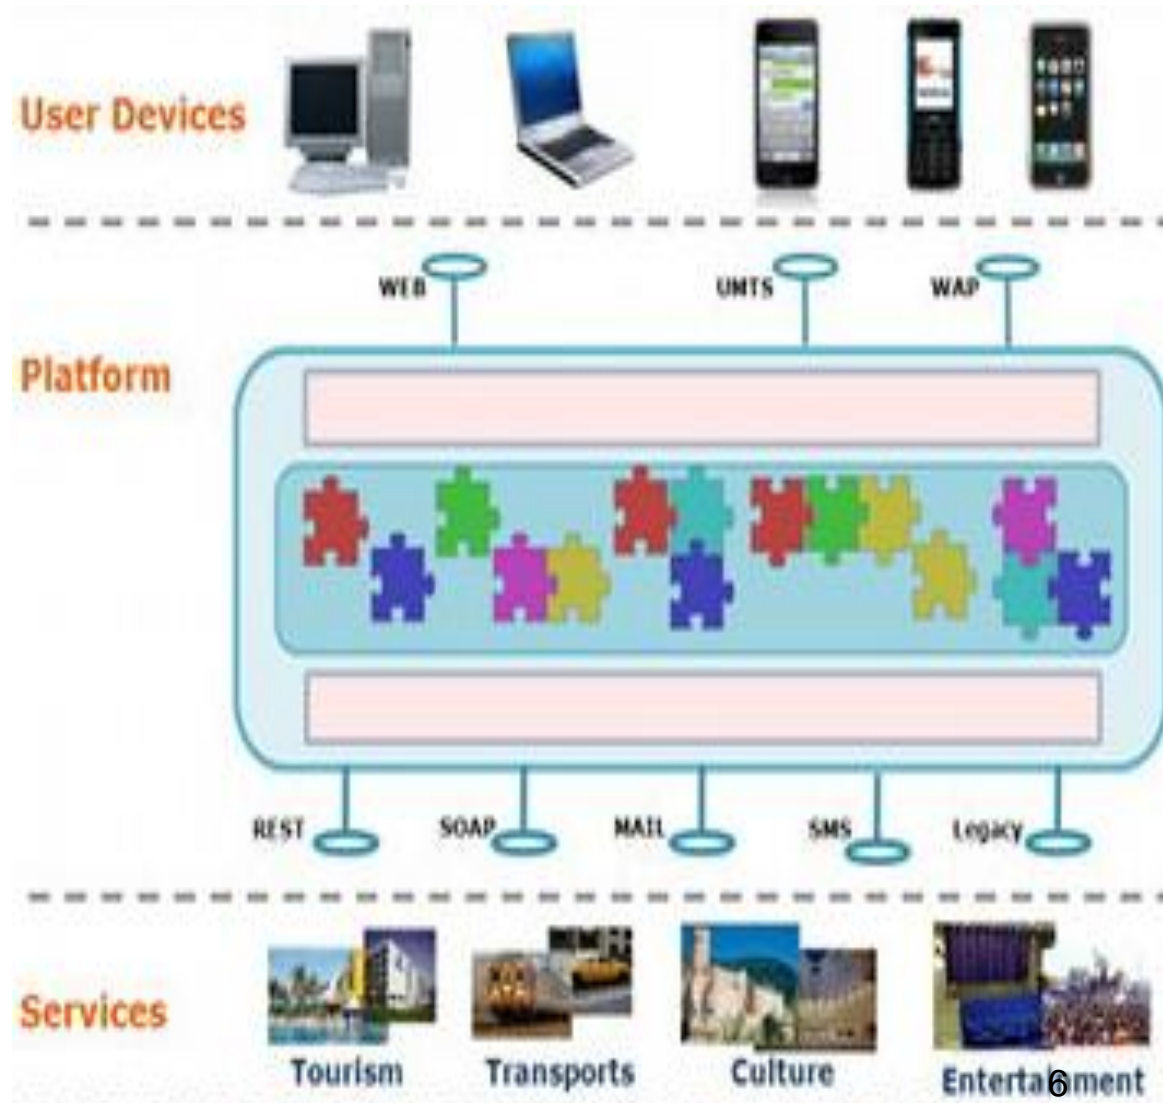 User Devices
WEB
UMTS
WAP
Platform
REST
SOAP
MAIL
SMS
Legacy
Services
Tourism
Transports
Culture
Entertainment
6